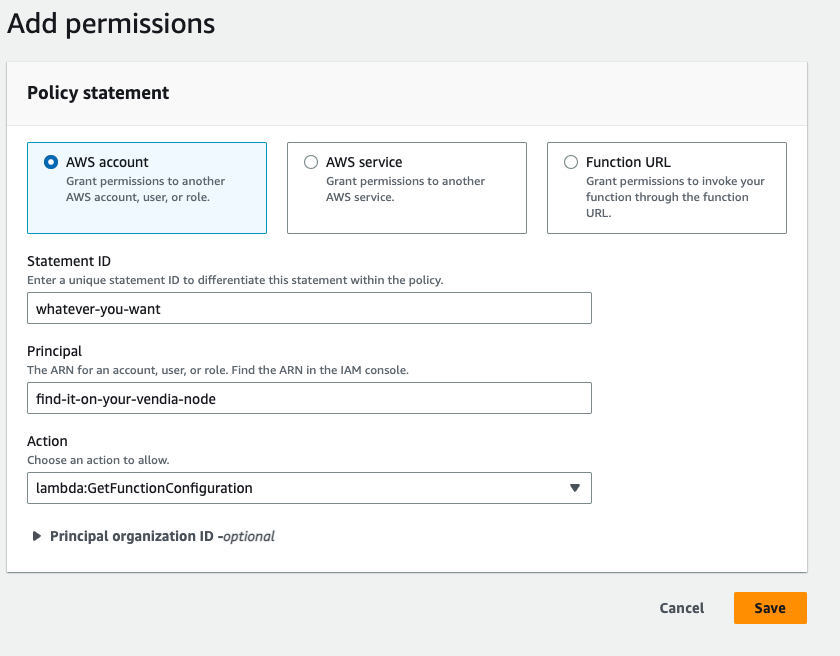 Add permissions
Policy statement
AWS account
Grant permissions to another
AWS account, user, or role.
AWS service
Grant permissions to another
AWS service.
Function URL
Grant permissions to invoke your
function through the function
URL.
Statement ID
Enter a unique statement ID to differentiate this statement within the policy.
whatever-you-want
Principal
The ARN for an account, user, or role. Find the ARN in the IAM console.
find-it-on-your-vendia-node
Action
Choose an action to allow.
lambda:GetFunctionConfiguration
Principal organization ID -optional
Cancel
Save